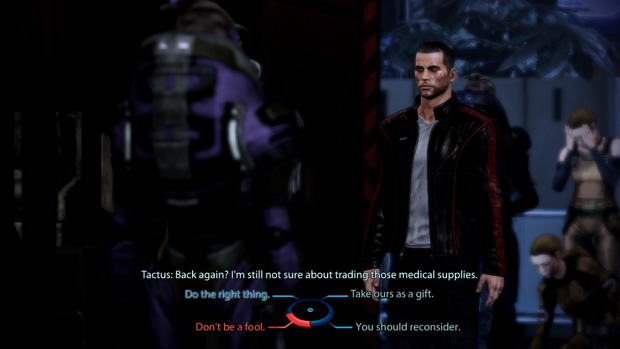 Tactus: Back again? I'm still not sure about trading those medical supplies.
Do the right thing. Take ours as a gift.
Don't be a fool. You should reconsider.